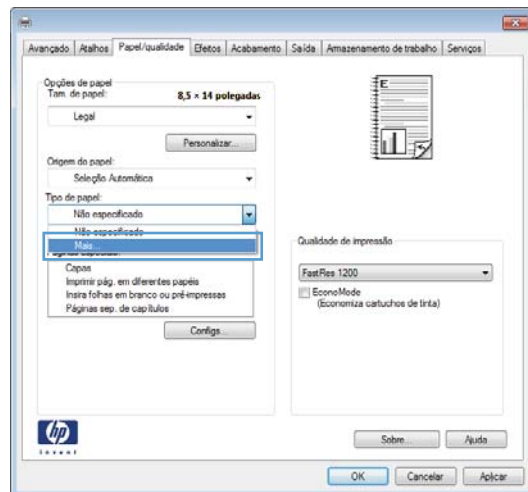 Avançado Atalhos Papel/qualidade Efeitos Acabamento Saída Armazenamento de trabalho Serviços
Opções de papel
Tam. de papel: 8,5 × 14 polegadas
Legal
Personalizar...
Origem do papel:
Seleção Automática
Tipo de papel:
Não especificado
Não especificado
Mais...
Capas
Imprimir pág. em diferentes papéis
Insira folhas em branco ou pré-impressas
Páginas sep. de capítulos
Configs...
E
Qualidade de impressão
FastRes 1200
EconoMode
(Economiza cartuchos de tinta)
hp
invent
Sobre... Ajuda
OK Cancelar Aplicar